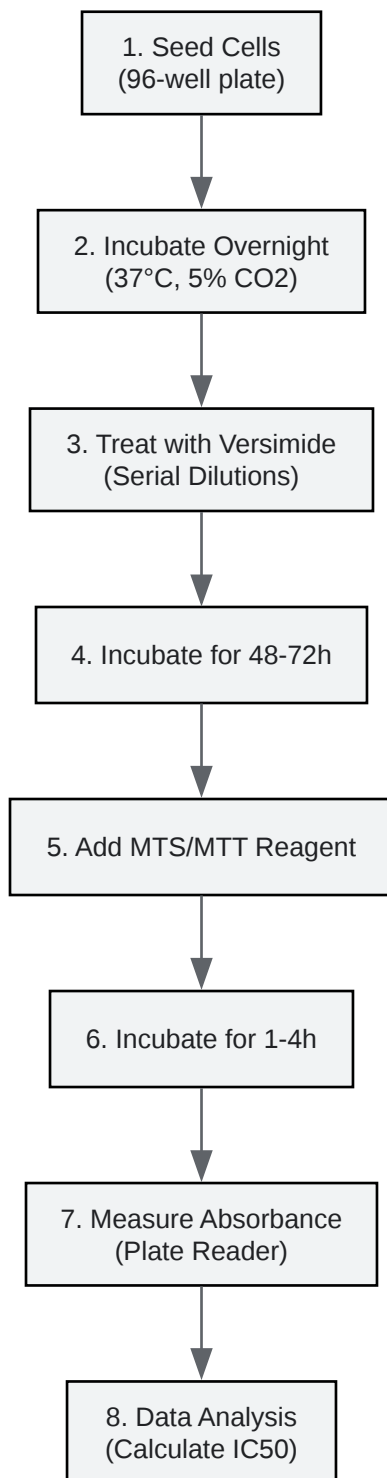 1. Seed Cells
(96-well plate)
2. Incubate Overnight
(37°C, 5% CO2)
3. Treat with Versimide
(Serial Dilutions)
4. Incubate for 48-72h
5. Add MTS/MTT Reagent
6. Incubate for 1-4h
7. Measure Absorbance
(Plate Reader)
8. Data Analysis
(Calculate IC50)